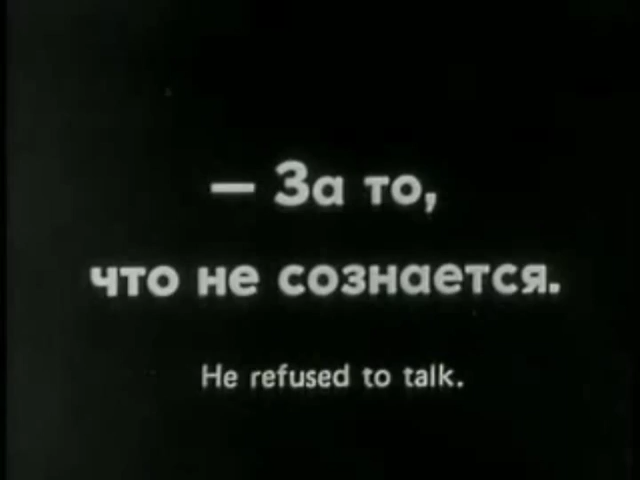 — За то,
что не сознается.
He refused to talk.